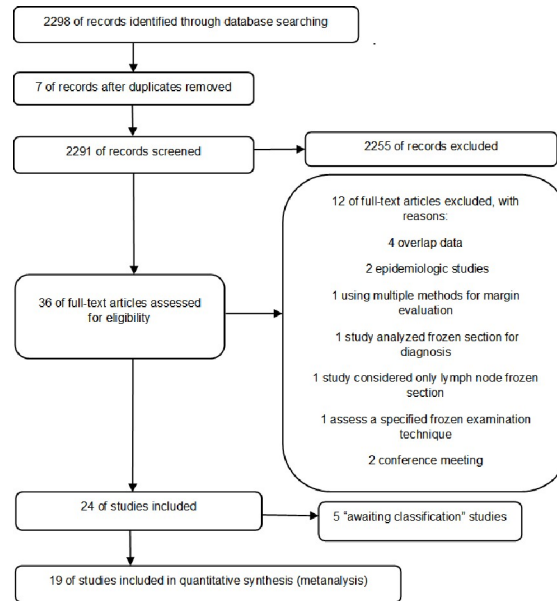 2298 of records identified through database searching
7 of records after duplicates removed
2291 of records screened
2255 of records excluded
12 of full-text articles excluded, with
reasons:
4 overlap data
2 epidemiologic studies
1 using multiple methods for margin
evaluation
1 study analyzed frozen section for
diagnosis
1 study considered only lymph node frozen
section
1 assess a specified frozen examination
technique
2 conference meeting
36 of full-text articles assessed
for eligibility
24 of studies included
5 "awaiting classification" studies
19 of studies included in quantitative synthesis (metanalysis)